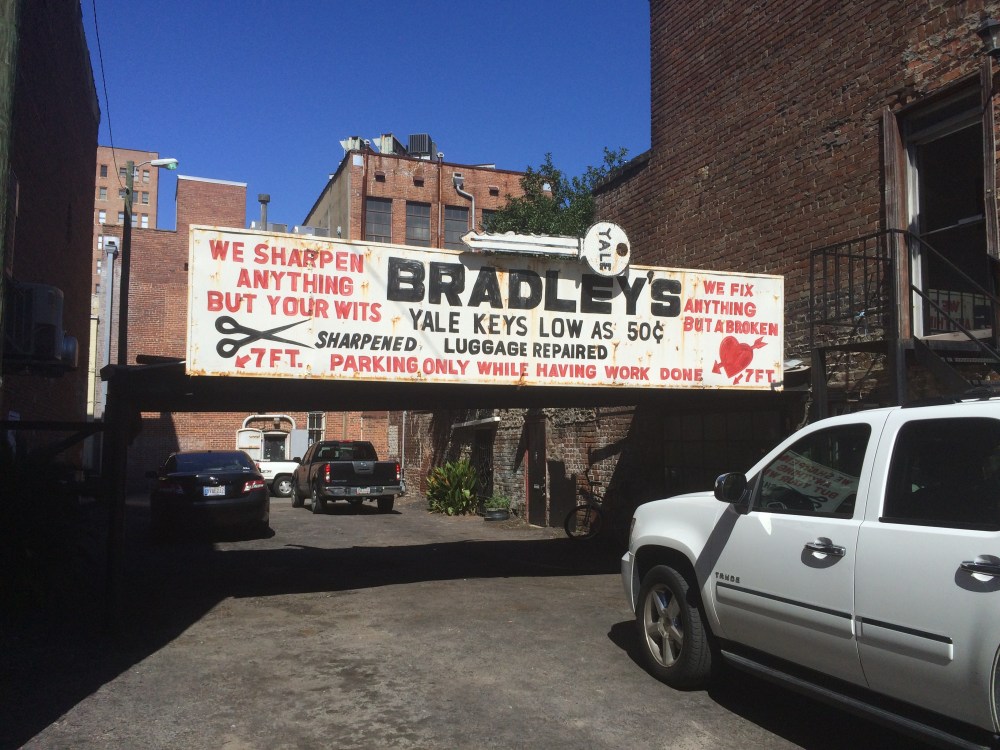 WE SHARPEN
ANYTHING
BUT YOUR WITS
7 FT.
YALE
BRADLEY'S
YALE KEYS LOW AS 50¢
SHARPENED LUGGAGE REPAIRED
PARKING ONLY WHILE HAVING WORK DONE
WE FIX
ANYTHING
BUT A BROKEN
7 FT.
TAHOE